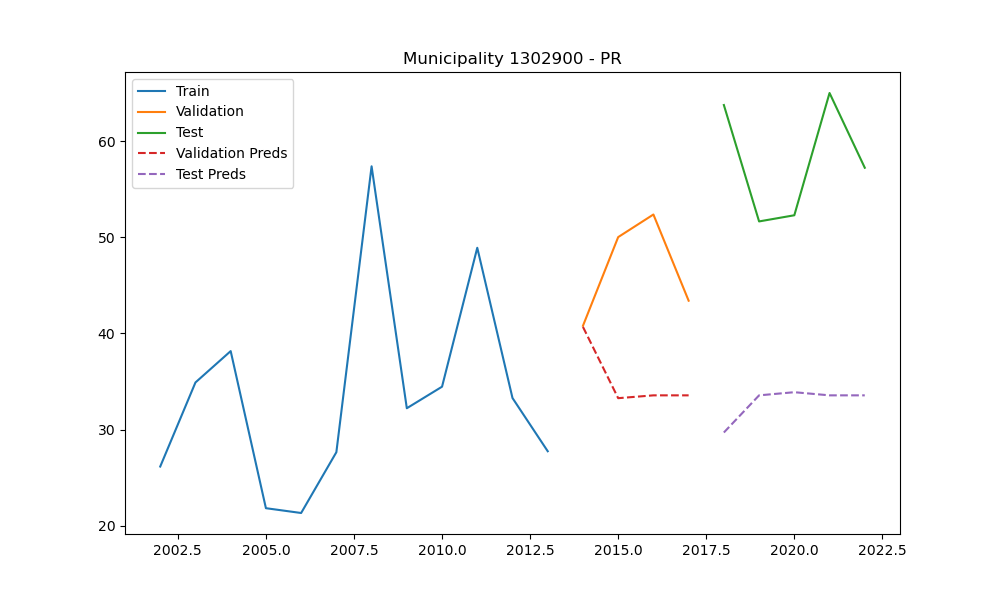 Municipality 1302900 - PR
Train
Validation
Test
Validation Preds
Test Preds
60
50
40
30
20
2002.5 2005.0 2007.5 2010.0 2012.5 2015.0 2017.5 2020.0 2022.5